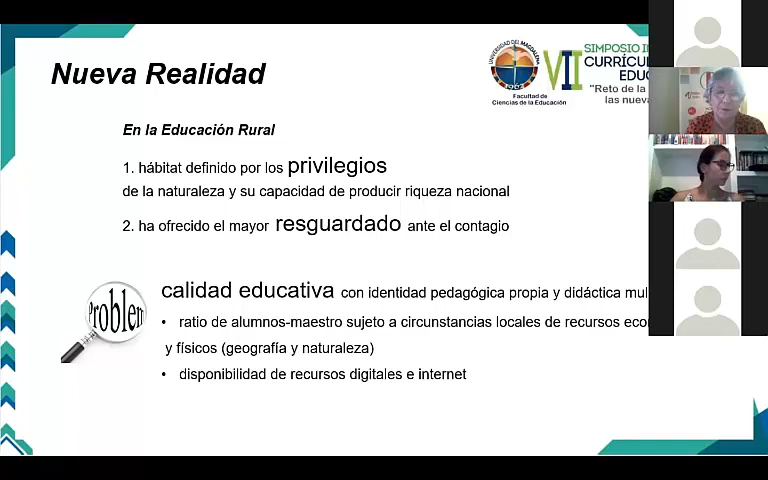 Nueva Realidad
UNIVERSIDAD DEL MAGDALENA
Facultad de
Ciencias de la Educación
VII
SIMPOSIO
CURRÍCU
EDU
"Reto de la
las nueva
En la Educación Rural
1. hábitat definido por los privilegios
de la naturaleza y su capacidad de producir riqueza nacional
2. ha ofrecido el mayor resguardado ante el contagio
Problem
calidad educativa con identidad pedagógica propia y didáctica mul
• ratio de alumnos-maestro sujeto a circunstancias locales de recursos eco
y físicos (geografía y naturaleza)
• disponibilidad de recursos digitales e internet